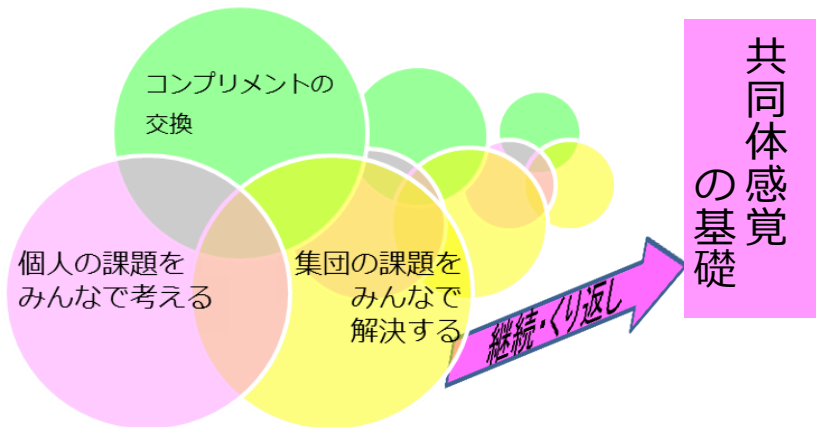 コンプリメントの
交換
個人の課題を
みんなで考える
集団の課題を
みんなで
解決する
継続・くり返し
共同体感覚
の基礎